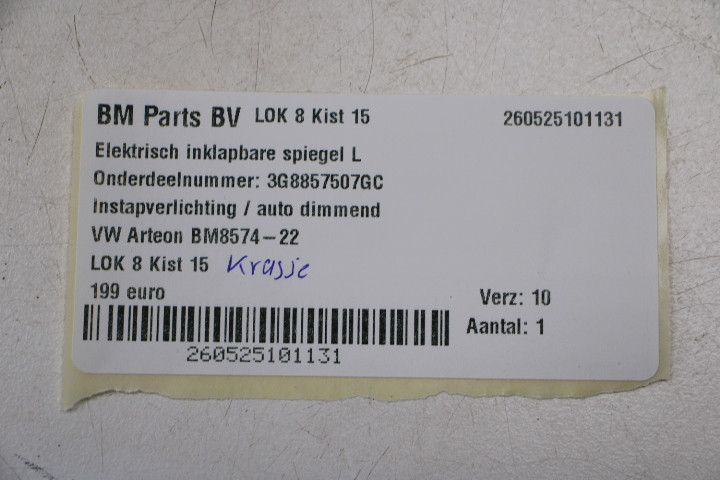 BM Parts BV LOK 8 Kist 15 260525101131
Elektrisch inklapbare spiegel L
Onderdeelnummer: 3G8857507GC
Instapverlichting / auto dimmend
VW Arteon BM8574-22
LOK 8 Kist 15 Krasje
199 euro
Verz: 10
Aantal: 1
260525101131